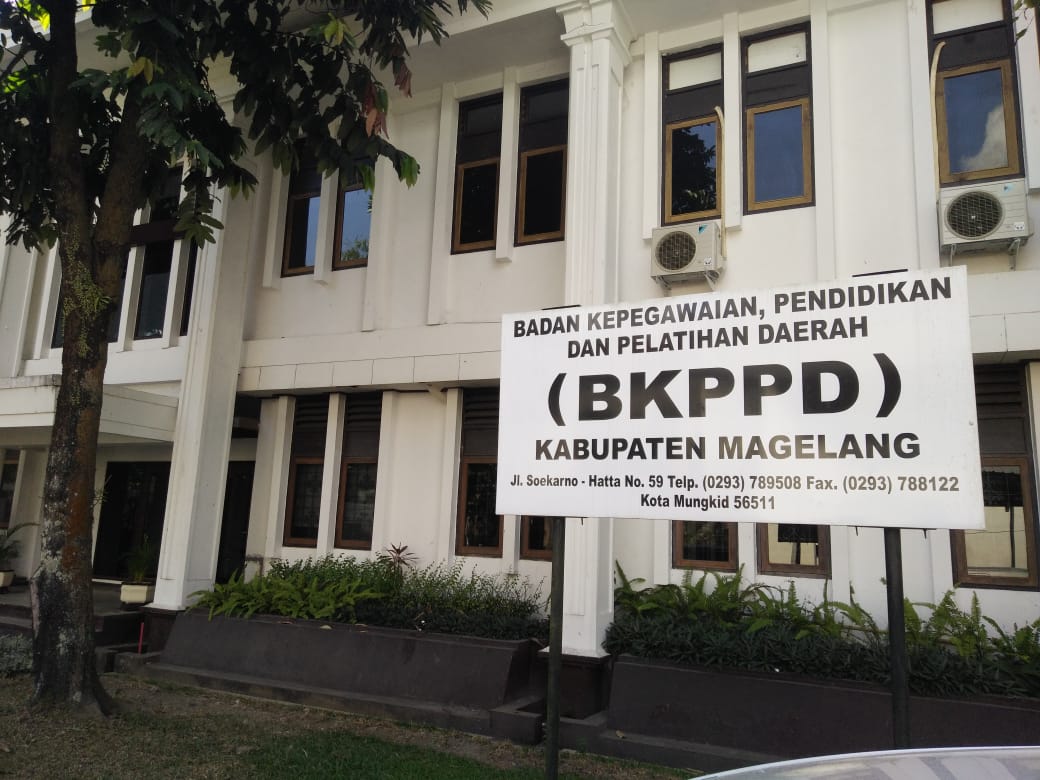 BADAN KEPEGAWAIAN, PENDIDIKAN
DAN PELATIHAN DAERAH
(BKPPD)
KABUPATEN MAGELANG
Jl. Soekarno - Hatta No. 59 Telp. (0293) 789508 Fax. (0293) 788122
Kota Mungkid 56511